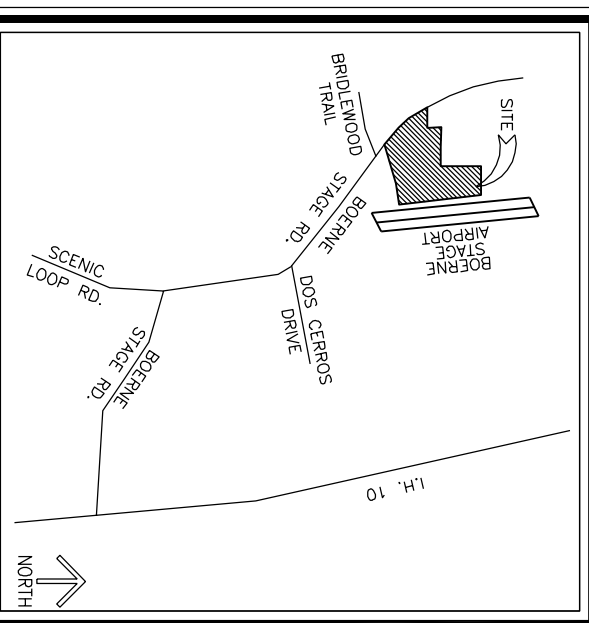 SITE
BRIDLEWOOD
TRAIL
BOERNE
STAGE
AIRPORT
BOERNE
STAGE RD.
DOS CERROS
DRIVE
SCENIC
LOOP RD.
BOERNE
STAGE RD.
I.H. 10
NORTH